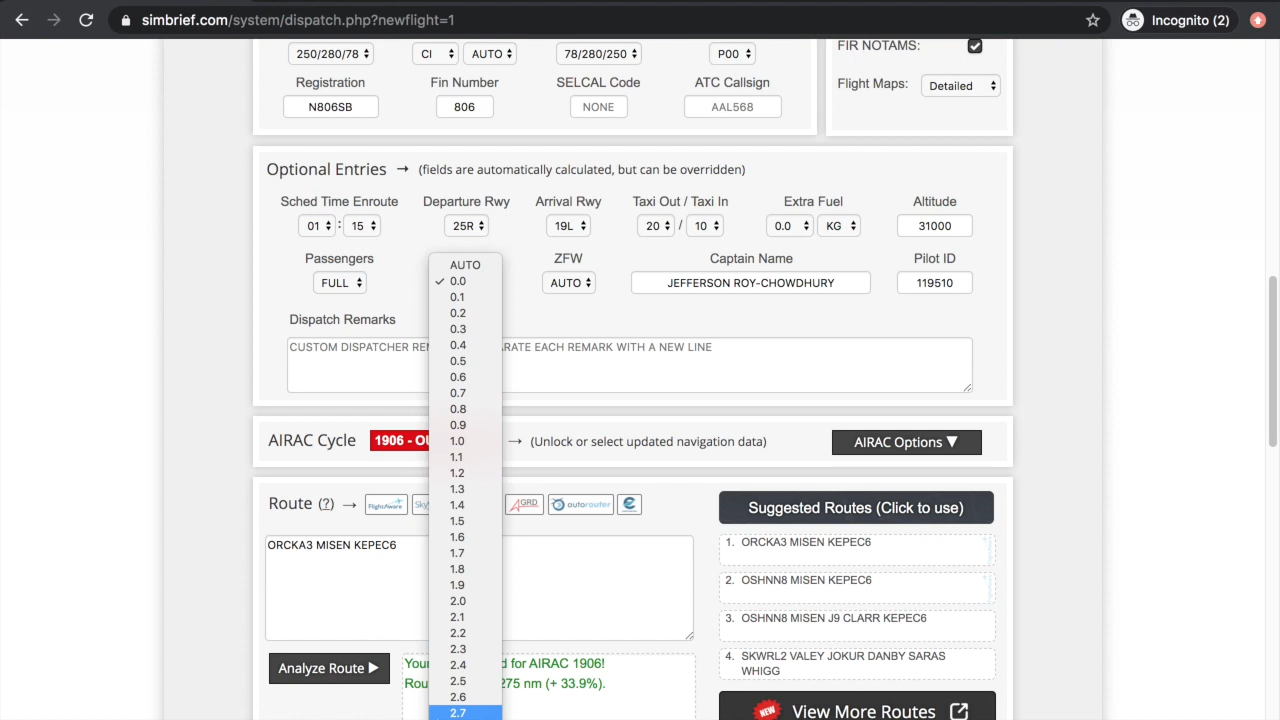 simbrief.com/system/dispatch.php?newflight=1
Incognito (2)
250/280/78 CI AUTO 78/280/250 P00
FIR NOTAMS:
Registration Fin Number SELCAL Code ATC Callsign
Flight Maps: Detailed
N806SB 806 NONE AAL568
Optional Entries → (fields are automatically calculated, but can be overridden)
Sched Time Enroute Departure Rwy Arrival Rwy Taxi Out / Taxi In Extra Fuel Altitude
01 : 15 25R 19L 20 / 10 0.0 KG 31000
Passengers ZFW Captain Name Pilot ID
FULL AUTO JEFFERSON ROY-CHOWDHURY 119510
AUTO
✓ 0.0
0.1
0.2
0.3
0.4
0.5
0.6
0.7
0.8
0.9
1.0
1.1
1.2
1.3
1.4
1.5
1.6
1.7
1.8
1.9
2.0
2.1
2.2
2.3
2.4
2.5
2.6
2.7
Dispatch Remarks
CUSTOM DISPATCHER RE RATE EACH REMARK WITH A NEW LINE
AIRAC Cycle 1906 - OU → (Unlock or select updated navigation data) AIRAC Options ▼
Route (?) → FlightAware Sky AGRD autorouter
ORCKA3 MISEN KEPEC6
Suggested Routes (Click to use)
1. ORCKA3 MISEN KEPEC6
2. OSHNN8 MISEN KEPEC6
3. OSHNN8 MISEN J9 CLARR KEPEC6
4. SKWRL2 VALEY JOKUR DANBY SARAS
WHIGG
Analyze Route ▶
You d for AIRAC 1906!
Rou 275 nm (+ 33.9%).
NEW View More Routes